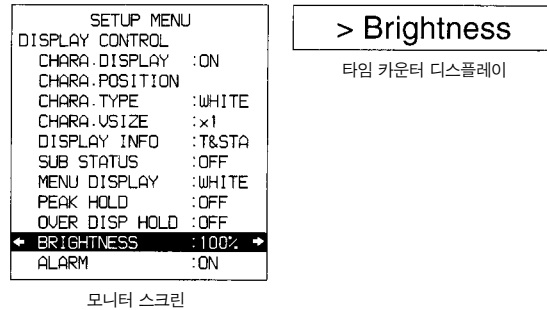 SETUP MENU
DISPLAY CONTROL
CHARA.DISPLAY :ON
CHARA.POSITION
CHARA.TYPE :WHITE
CHARA.VSIZE :×1
DISPLAY INFO :T&STA
SUB STATUS :OFF
MENU DISPLAY :WHITE
PEAK HOLD :OFF
OVER DISP HOLD :OFF
BRIGHTNESS :100%
ALARM :ON
모니터 스크린
> Brightness
타임 카운터 디스플레이